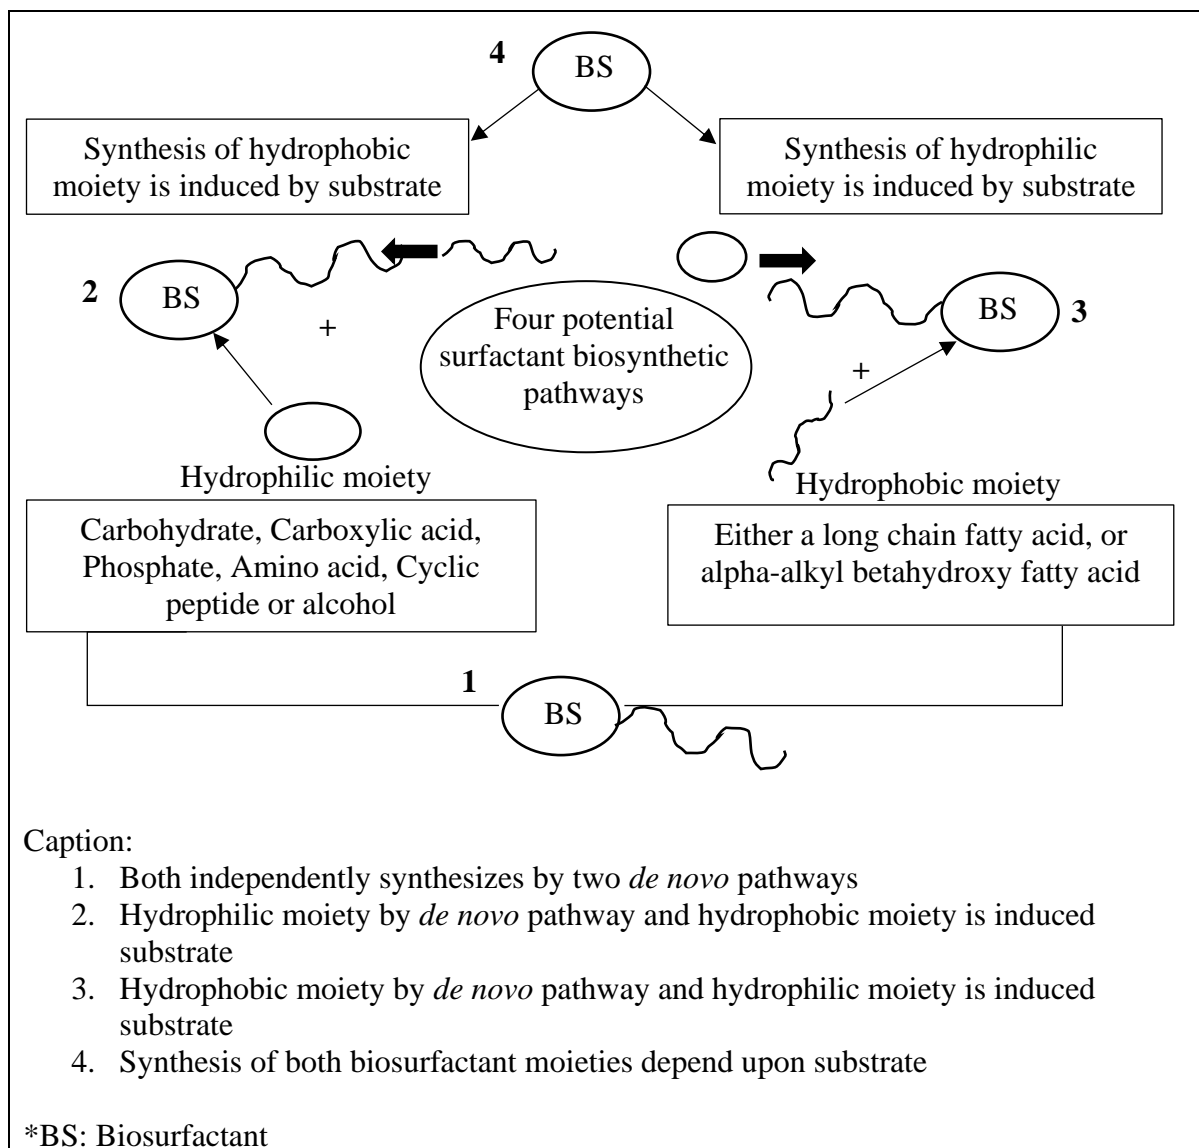 4
BS
Synthesis of hydrophobic
moiety is induced by substrate
Synthesis of hydrophilic
moiety is induced by substrate
2
BS
+
Four potential
surfactant biosynthetic
pathways
BS
3
+
Hydrophilic moiety
Carbohydrate, Carboxylic acid,
Phosphate, Amino acid, Cyclic
peptide or alcohol
Hydrophobic moiety
Either a long chain fatty acid, or
alpha-alkyl betahydroxy fatty acid
1
BS
Caption:
1. Both independently synthesizes by two de novo pathways
2. Hydrophilic moiety by de novo pathway and hydrophobic moiety is induced
substrate
3. Hydrophobic moiety by de novo pathway and hydrophilic moiety is induced
substrate
4. Synthesis of both biosurfactant moieties depend upon substrate
*BS: Biosurfactant